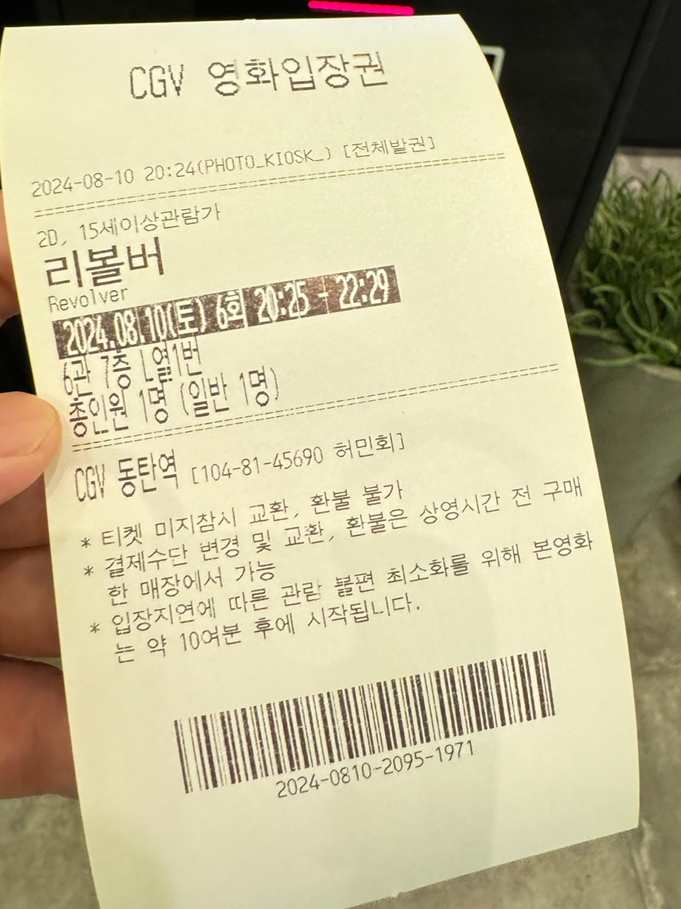 CGV 영화입장권
2024-08-10 20:24(PHOTO_KIOSK_) [전체발권]
2D, 15세이상관람가
리볼버
Revolver
2024.08.10(토) 6회 20:25 - 22:29
6관 7층 L열1번
총인원 1명 (일반 1명)
CGV 동탄역 [104-81-45690 허민회]
* 티켓 미지참시 교환, 환불 불가
* 결제수단 변경 및 교환, 환불은 상영시간 전 구매
한 매장에서 가능
* 입장지연에 따른 관람 불편 최소화를 위해 본영화
는 약 10여분 후에 시작됩니다.
2024-0810-2095-1971